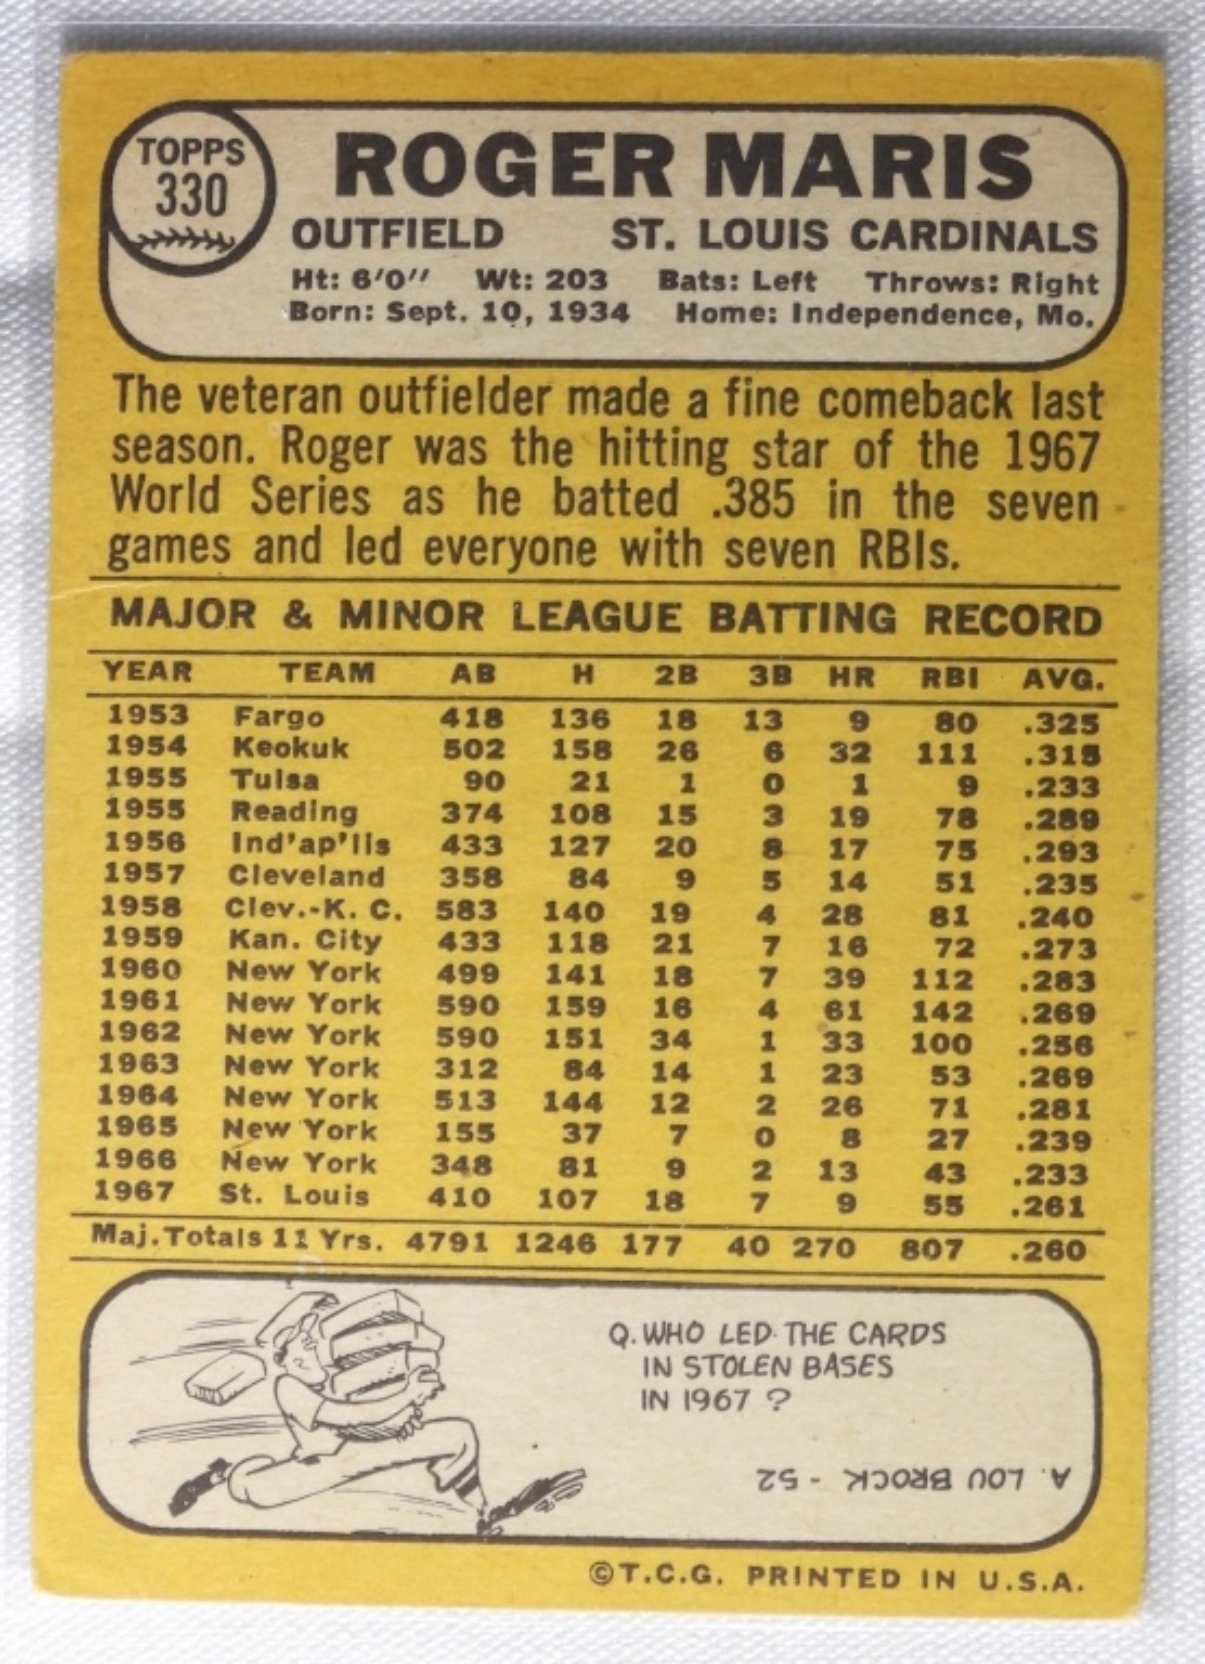 TOPPS
330
ROGER MARIS
OUTFIELD ST. LOUIS CARDINALS
Ht: 6'0" Wt: 203 Bats: Left Throws: Right
Born: Sept. 10, 1934 Home: Independence, Mo.
The veteran outfielder made a fine comeback last
season. Roger was the hitting star of the 1967
World Series as he batted .385 in the seven
games and led everyone with seven RBIs.
MAJOR & MINOR LEAGUE BATTING RECORD
YEAR TEAM AB H 2B 3B HR RBI AVG.
1953 Fargo 418 136 18 13 9 80 .325
1954 Keokuk 502 158 26 6 32 111 .315
1955 Tulsa 90 21 1 0 1 9 .233
1955 Reading 374 108 15 3 19 78 .289
1956 Ind'ap'lis 433 127 20 8 17 75 .293
1957 Cleveland 358 84 9 5 14 51 .235
1958 Clev.-K. C. 583 140 19 4 28 81 .240
1959 Kan. City 433 118 21 7 16 72 .273
1960 New York 499 141 18 7 39 112 .283
1961 New York 590 159 16 4 61 142 .269
1962 New York 590 151 34 1 33 100 .256
1963 New York 312 84 14 1 23 53 .269
1964 New York 513 144 12 2 26 71 .281
1965 New York 155 37 7 0 8 27 .239
1966 New York 348 81 9 2 13 43 .233
1967 St. Louis 410 107 18 7 9 55 .261
Maj. Totals 11 Yrs. 4791 1246 177 40 270 807 .260
Q. WHO LED THE CARDS
IN STOLEN BASES
IN 1967 ?
A. LOU BROCK - 52
©T.C.G. PRINTED IN U.S.A.